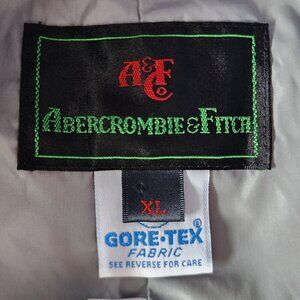 A&F
Co
ABERCROMBIE & FITCH
XL
GORE-TEX®
FABRIC
SEE REVERSE FOR CARE